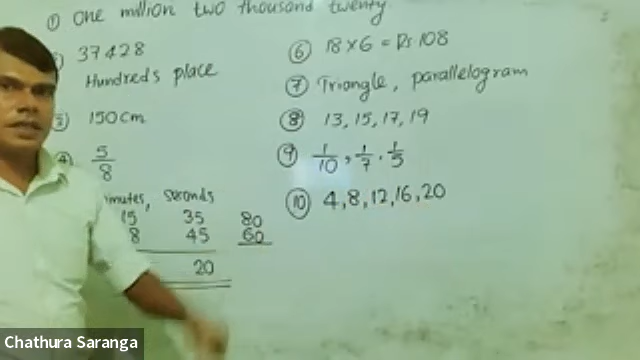 ① One million two thousand twenty
37428
Hundreds place
③ 150cm
④ 5/8
minutes, seconds
15 35 80
8 45 60
20
⑥ 18×6 = Rs 108
⑦ Triangle, parallelogram
⑧ 13, 15, 17, 19
⑨ 1/10, 1/7, 1/5
⑩ 4, 8, 12, 16, 20
Chathura Saranga